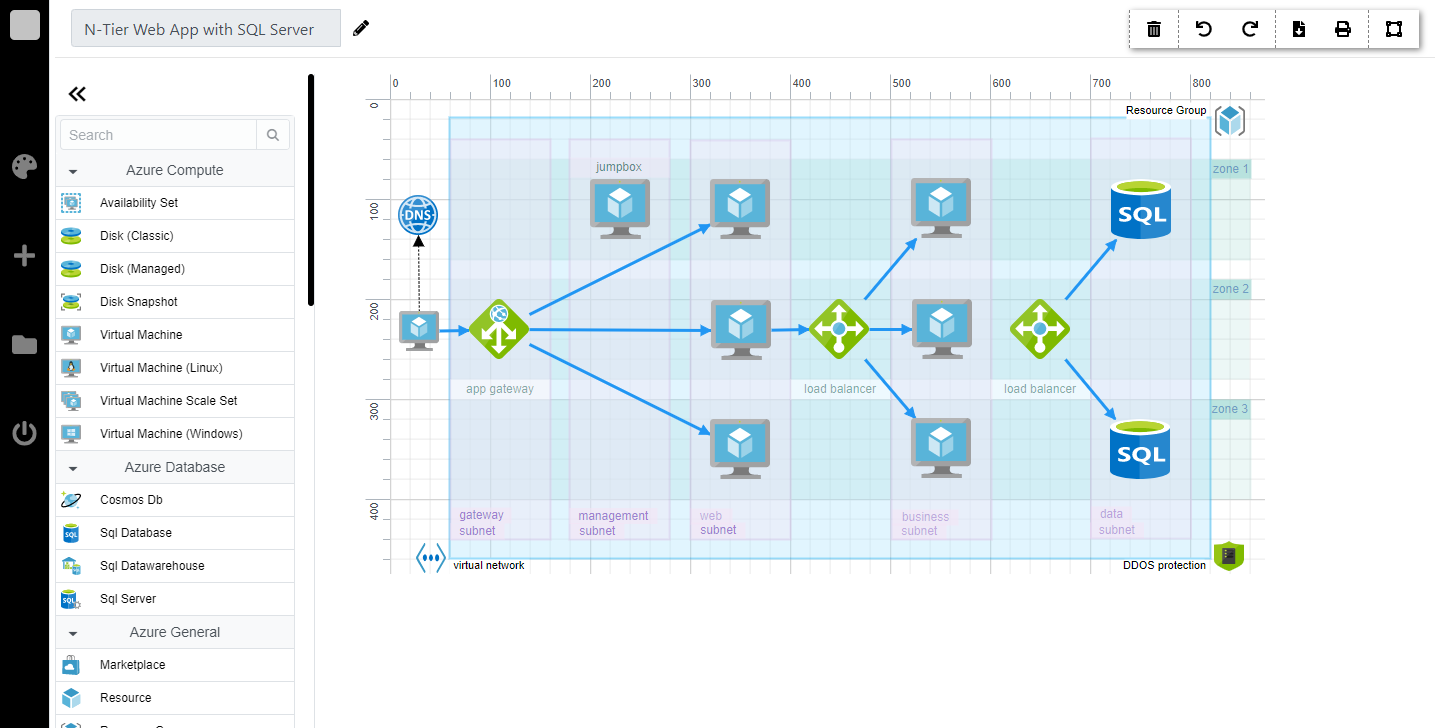 N-Tier Web App with SQL Server
Search
Azure Compute
Availability Set
Disk (Classic)
Disk (Managed)
Disk Snapshot
Virtual Machine
Virtual Machine (Linux)
Virtual Machine Scale Set
Virtual Machine (Windows)
Azure Database
Cosmos Db
Sql Database
Sql Datawarehouse
Sql Server
Azure General
Marketplace
Resource
0 100 200 300 400 500 600 700 800
0
100
200
300
400
Resource Group
jumpbox
zone 1
DNS
SQL
zone 2
app gateway
load balancer
load balancer
zone 3
SQL
gateway
subnet
management
subnet
web
subnet
business
subnet
data
subnet
virtual network
DDOS protection